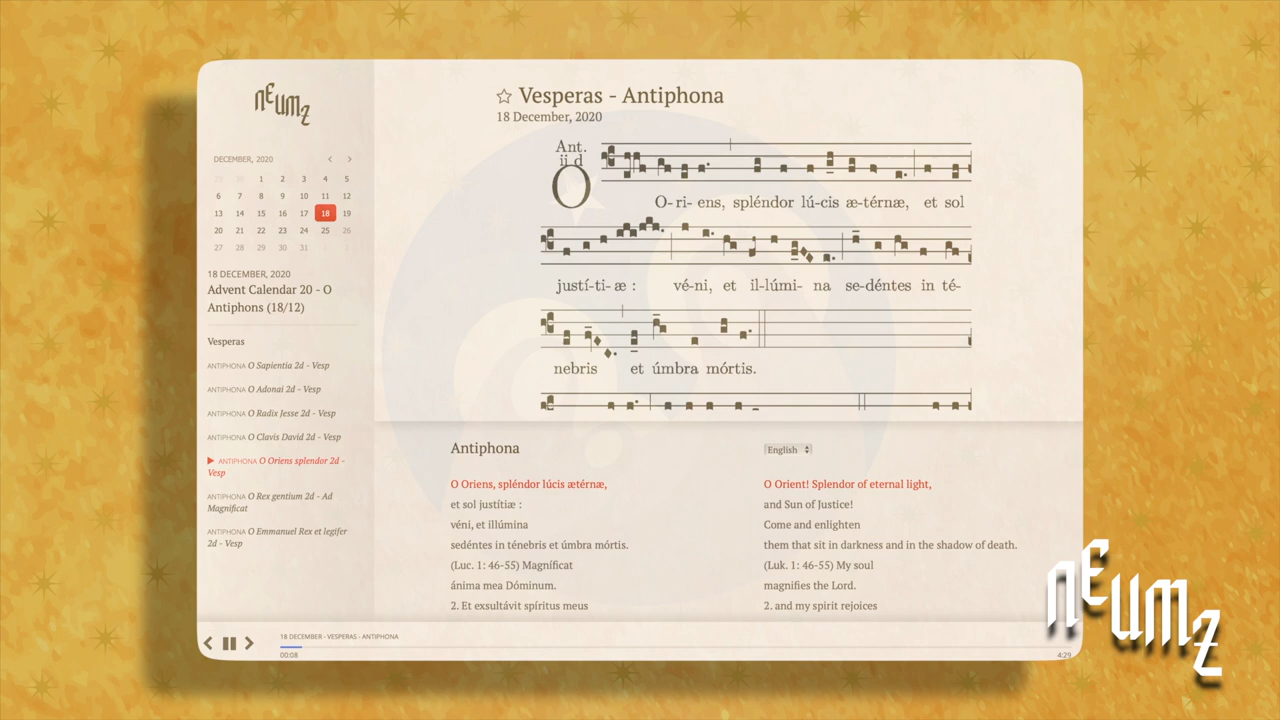 NEUMZ
DECEMBER, 2020
29 30 1 2 3 4 5
6 7 8 9 10 11 12
13 14 15 16 17 18 19
20 21 22 23 24 25 26
27 28 29 30 31 1 2
18 DECEMBER, 2020
Advent Calendar 20 - O
Antiphons (18/12)
Vesperas
ANTIPHONA O Sapientia 2d - Vesp
ANTIPHONA O Adonai 2d - Vesp
ANTIPHONA O Radix Jesse 2d - Vesp
ANTIPHONA O Clavis David 2d - Vesp
ANTIPHONA O Oriens splendor 2d -
Vesp
ANTIPHONA O Rex gentium 2d - Ad
Magnificat
ANTIPHONA O Emmanuel Rex et legifer
2d - Vesp
Vesperas - Antiphona
18 December, 2020
Ant.
ii d
O
O- ri- ens, spléndor lú-cis æ-térnæ, et sol
justí-ti- æ : vé-ni, et il-lúmi- na se-déntes in té-
nebris et úmbra mórtis.
Antiphona
O Oriens, spléndor lúcis ætérnæ,
et sol justítiæ :
véni, et illúmina
sedéntes in ténebris et úmbra mórtis.
(Luc. 1: 46-55) Magníficat
ánima mea Dóminum.
2. Et exsultávit spíritus meus
English
O Orient! Splendor of eternal light,
and Sun of Justice!
Come and enlighten
them that sit in darkness and in the shadow of death.
(Luk. 1: 46-55) My soul
magnifies the Lord.
2. and my spirit rejoices
18 DECEMBER - VESPERAS - ANTIPHONA
00:08
4:29
NEUMZ